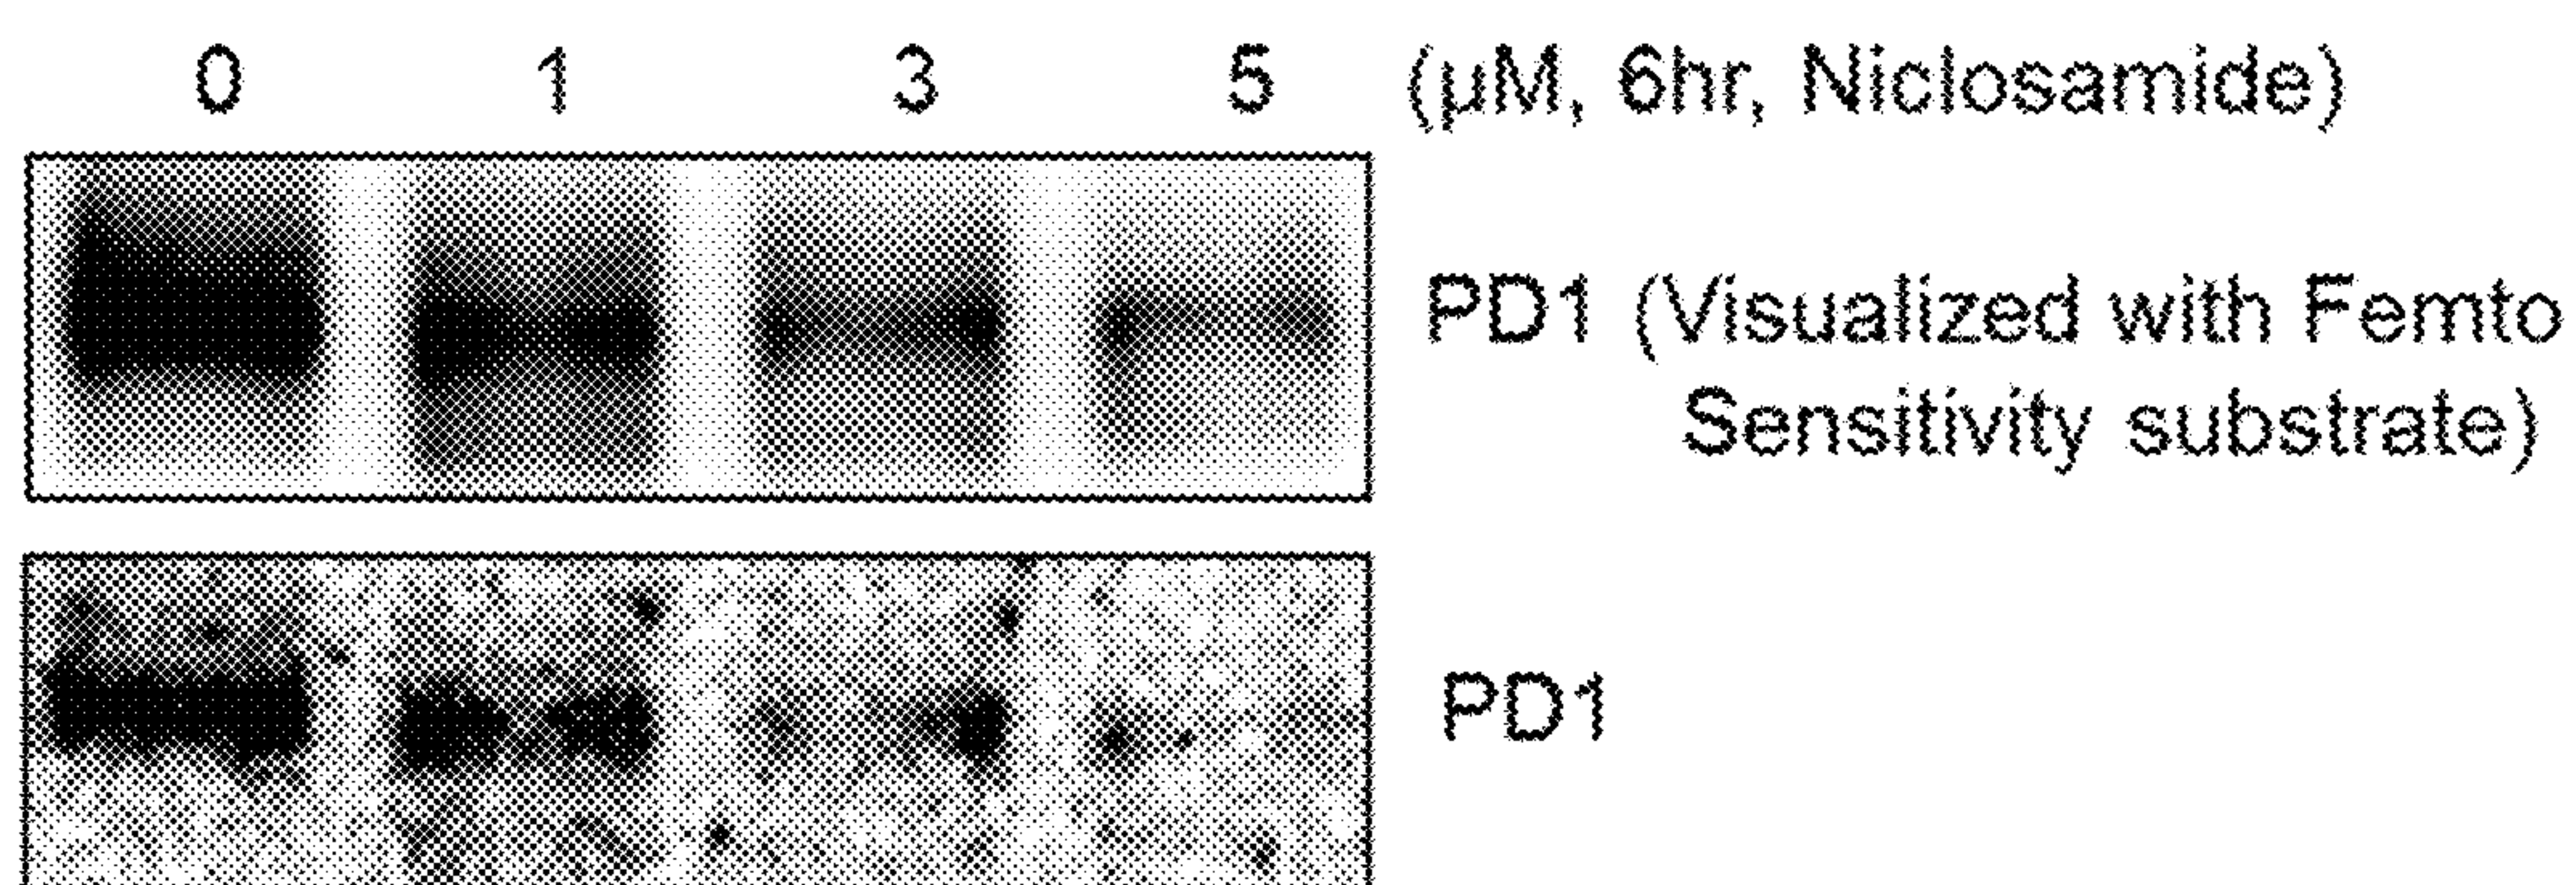 0 1 3 5 (µM, 6hr, Niclosamide)
PD1 (Visualized with Femto
Sensitivity substrate)
PD1